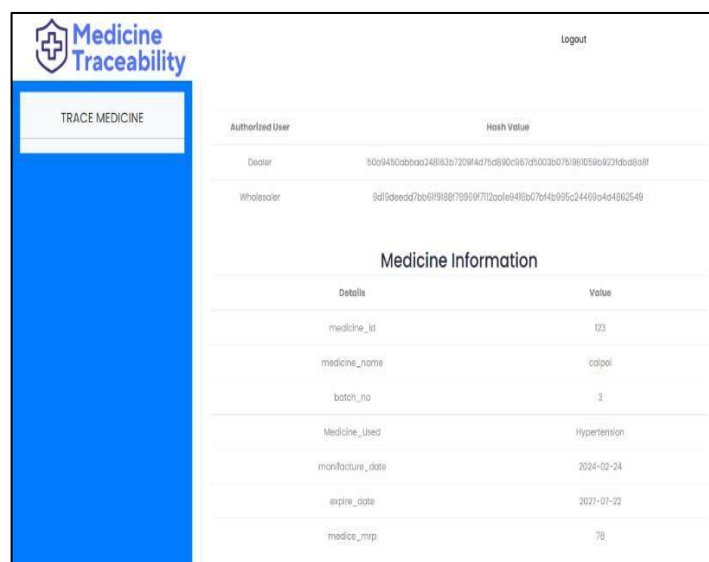 Medicine
Traceability
Logout
TRACE MEDICINE
Authorized User Hash Value
Dealer
Wholesaler
Medicine Information
Details Value
medicine_id 123
medicine_name calpol
batch_no 3
Medicine_Used Hypertension
manifacture_date 2024-02-24
expire_date 2027-07-22
medice_mrp 78